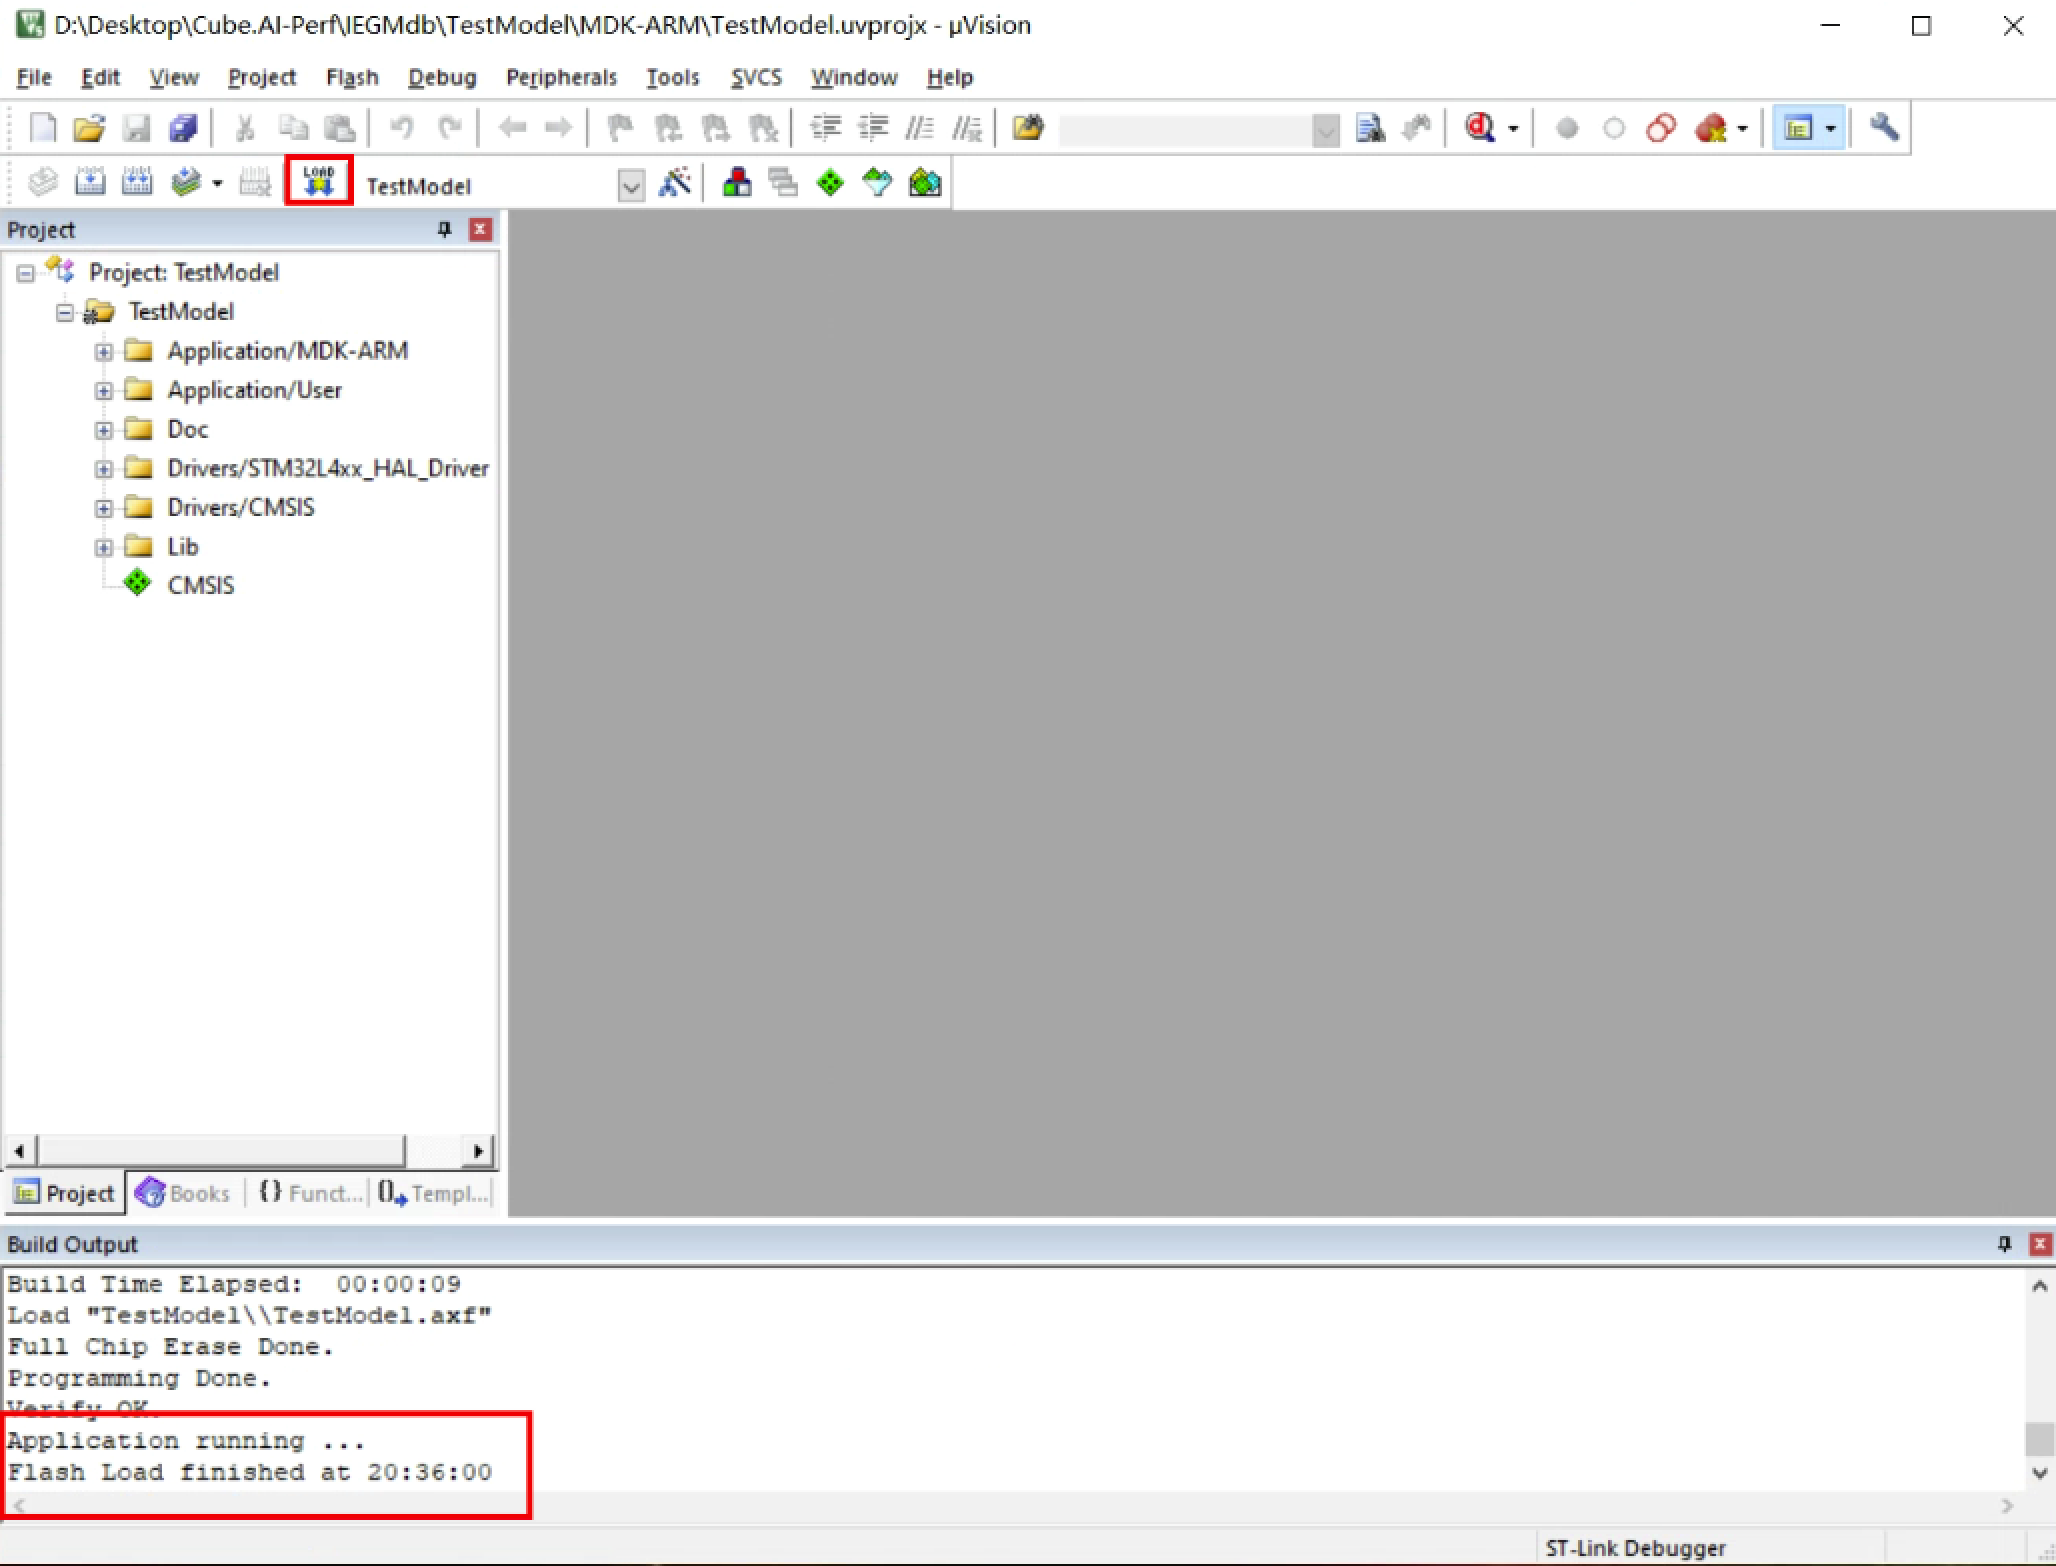 D:\Desktop\Cube.AI-Perf\IEGMdb\TestModel\MDK-ARM\TestModel.uvprojx - µVision
File Edit View Project Flash Debug Peripherals Tools SVCS Window Help
LOAD TestModel
Project
Project: TestModel
TestModel
Application/MDK-ARM
Application/User
Doc
Drivers/STM32L4xx_HAL_Driver
Drivers/CMSIS
Lib
CMSIS
Project Books {} Funct... Templ...
Build Output
Build Time Elapsed:  00:00:09
Load "TestModel\\TestModel.axf"
Full Chip Erase Done.
Programming Done.
Verify OK.
Application running ...
Flash Load finished at 20:36:00
ST-Link Debugger